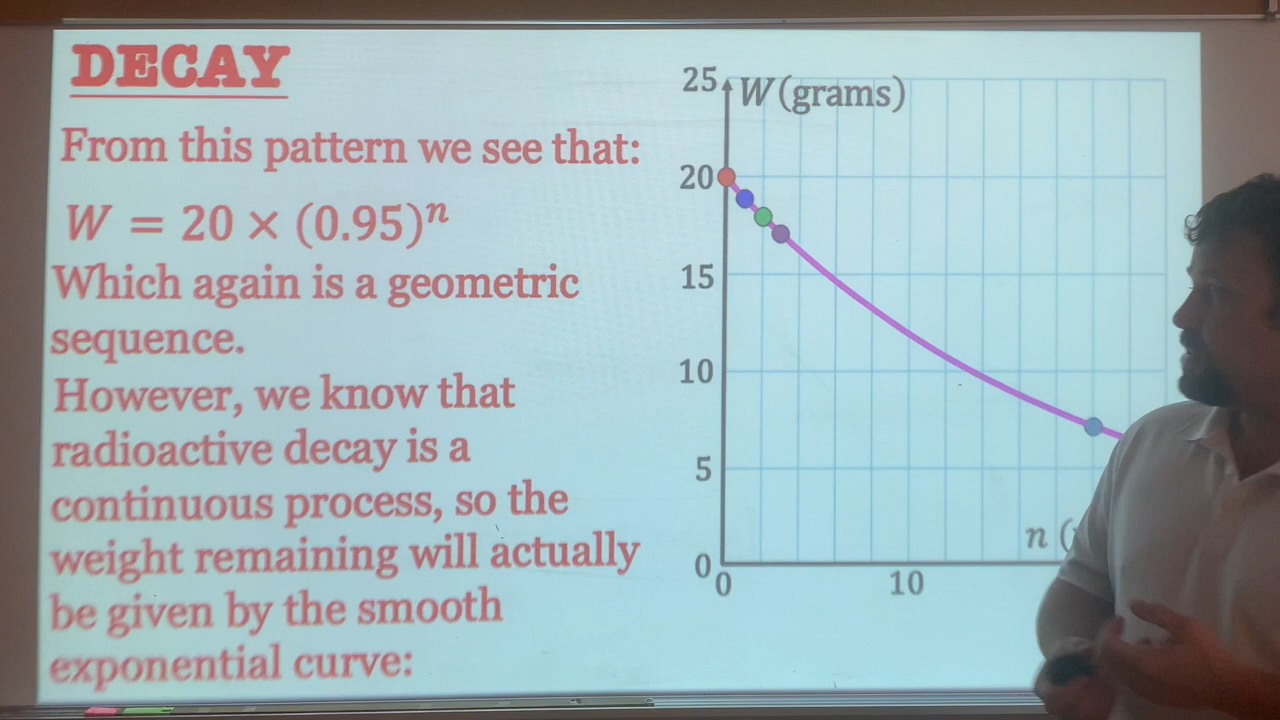 DECAY
From this pattern we see that:
W = 20 × (0.95)ⁿ
Which again is a geometric
sequence.
However, we know that
radioactive decay is a
continuous process, so the
weight remaining will actually
be given by the smooth
exponential curve:
25
W (grams)
20
15
10
5
0
n (
0
10